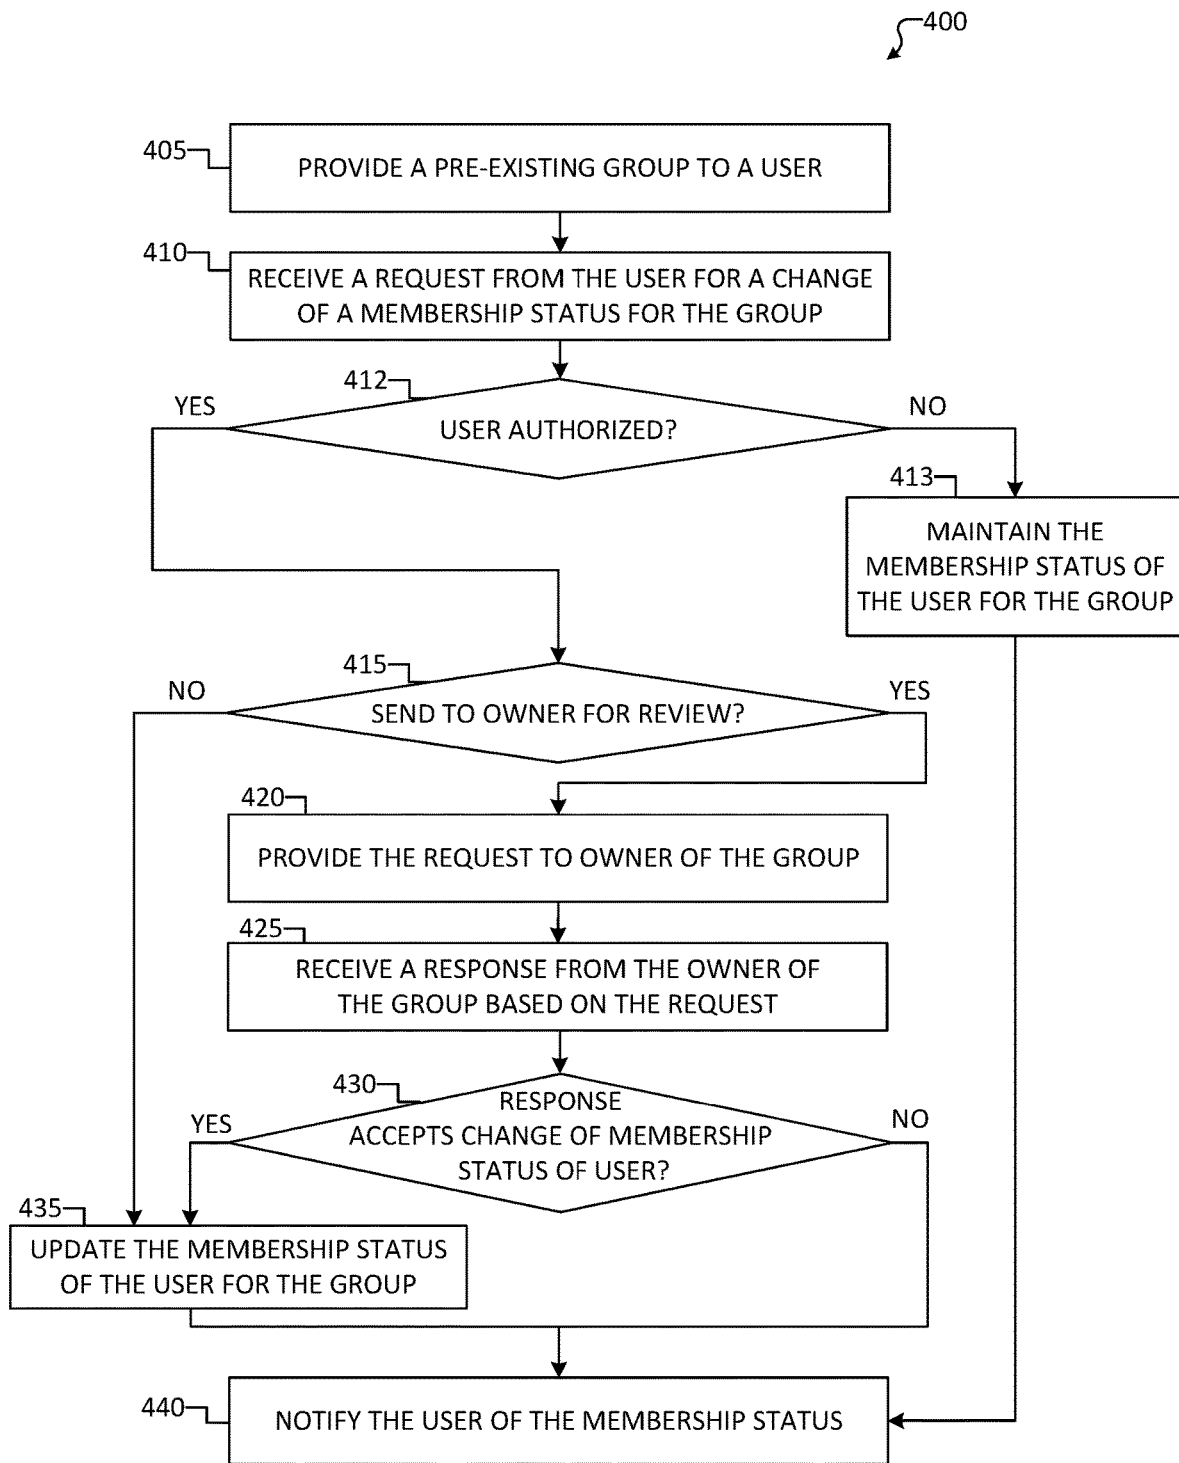 400
405
PROVIDE A PRE-EXISTING GROUP TO A USER
410
RECEIVE A REQUEST FROM THE USER FOR A CHANGE
OF A MEMBERSHIP STATUS FOR THE GROUP
412
YES
NO
USER AUTHORIZED?
413
MAINTAIN THE
MEMBERSHIP STATUS OF
THE USER FOR THE GROUP
415
NO
YES
SEND TO OWNER FOR REVIEW?
420
PROVIDE THE REQUEST TO OWNER OF THE GROUP
425
RECEIVE A RESPONSE FROM THE OWNER OF
THE GROUP BASED ON THE REQUEST
430
YES
NO
RESPONSE
ACCEPTS CHANGE OF MEMBERSHIP
STATUS OF USER?
435
UPDATE THE MEMBERSHIP STATUS
OF THE USER FOR THE GROUP
440
NOTIFY THE USER OF THE MEMBERSHIP STATUS